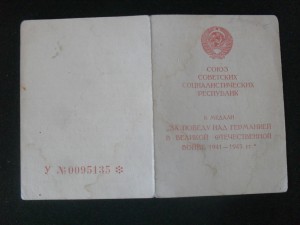 У №0095135
СОЮЗ
СОВЕТСКИХ
СОЦИАЛИСТИЧЕСКИХ
РЕСПУБЛИК
К МЕДАЛИ
„ЗА ПОБЕДУ НАД ГЕРМАНИЕЙ
В ВЕЛИКОЙ ОТЕЧЕСТВЕННОЙ
ВОЙНЕ 1941–1945 гг.“